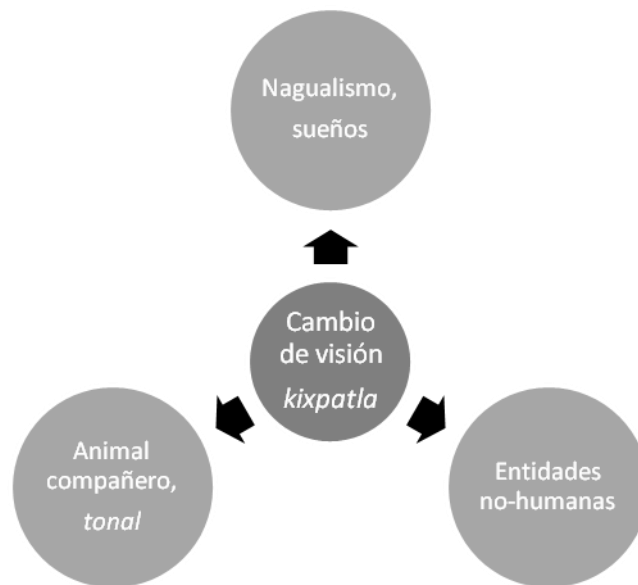 Nagualismo,
sueños
Cambio
de visión
kixpatla
Animal
compañero,
tonal
Entidades
no-humanas